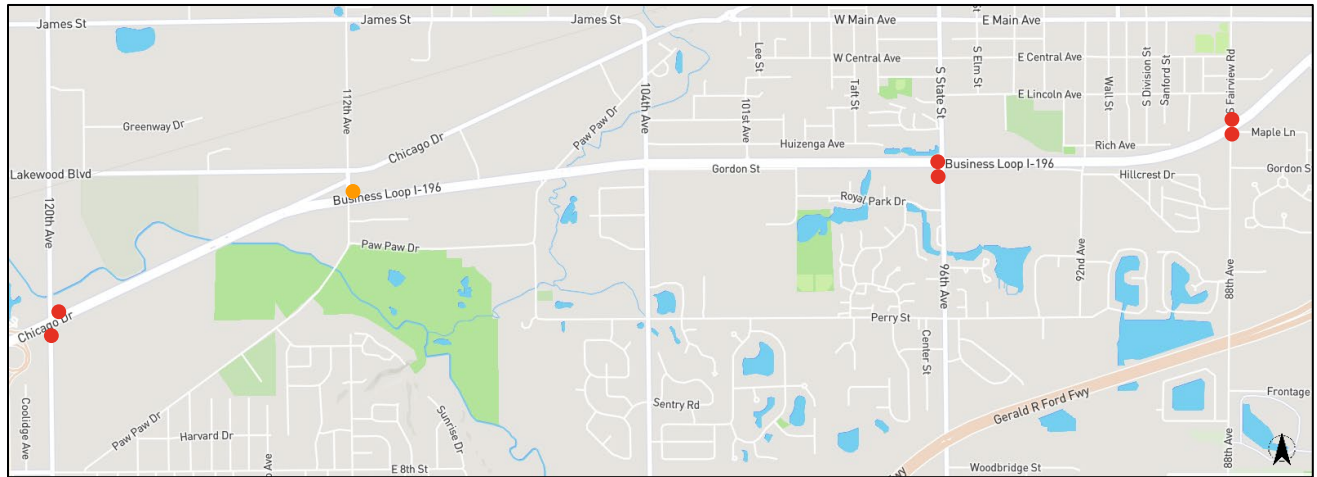 James St
James St
James St
W Main Ave
E Main Ave
Lee St
W Central Ave
S Elm St
E Central Ave
S Division St
Sanford St
S Fairview Rd
112th Ave
104th Ave
Taft St
S State St
Wall St
E Lincoln Ave
101st Ave
Greenway Dr
Paw Paw Dr
Chicago Dr
Huizenga Ave
Rich Ave
Maple Ln
Lakewood Blvd
Gordon St
Business Loop I-196
Hillcrest Dr
Gordon S
120th Ave
Business Loop I-196
Royal Park Dr
Paw Paw Dr
96th Ave
92nd Ave
88th Ave
Chicago Dr
Perry St
Center St
Coolidge Ave
Sentry Rd
Gerald R Ford Fwy
Frontage
Paw Paw Dr
Harvard Dr
Sunrise Dr
88th Ave
E 8th St
Woodbridge St